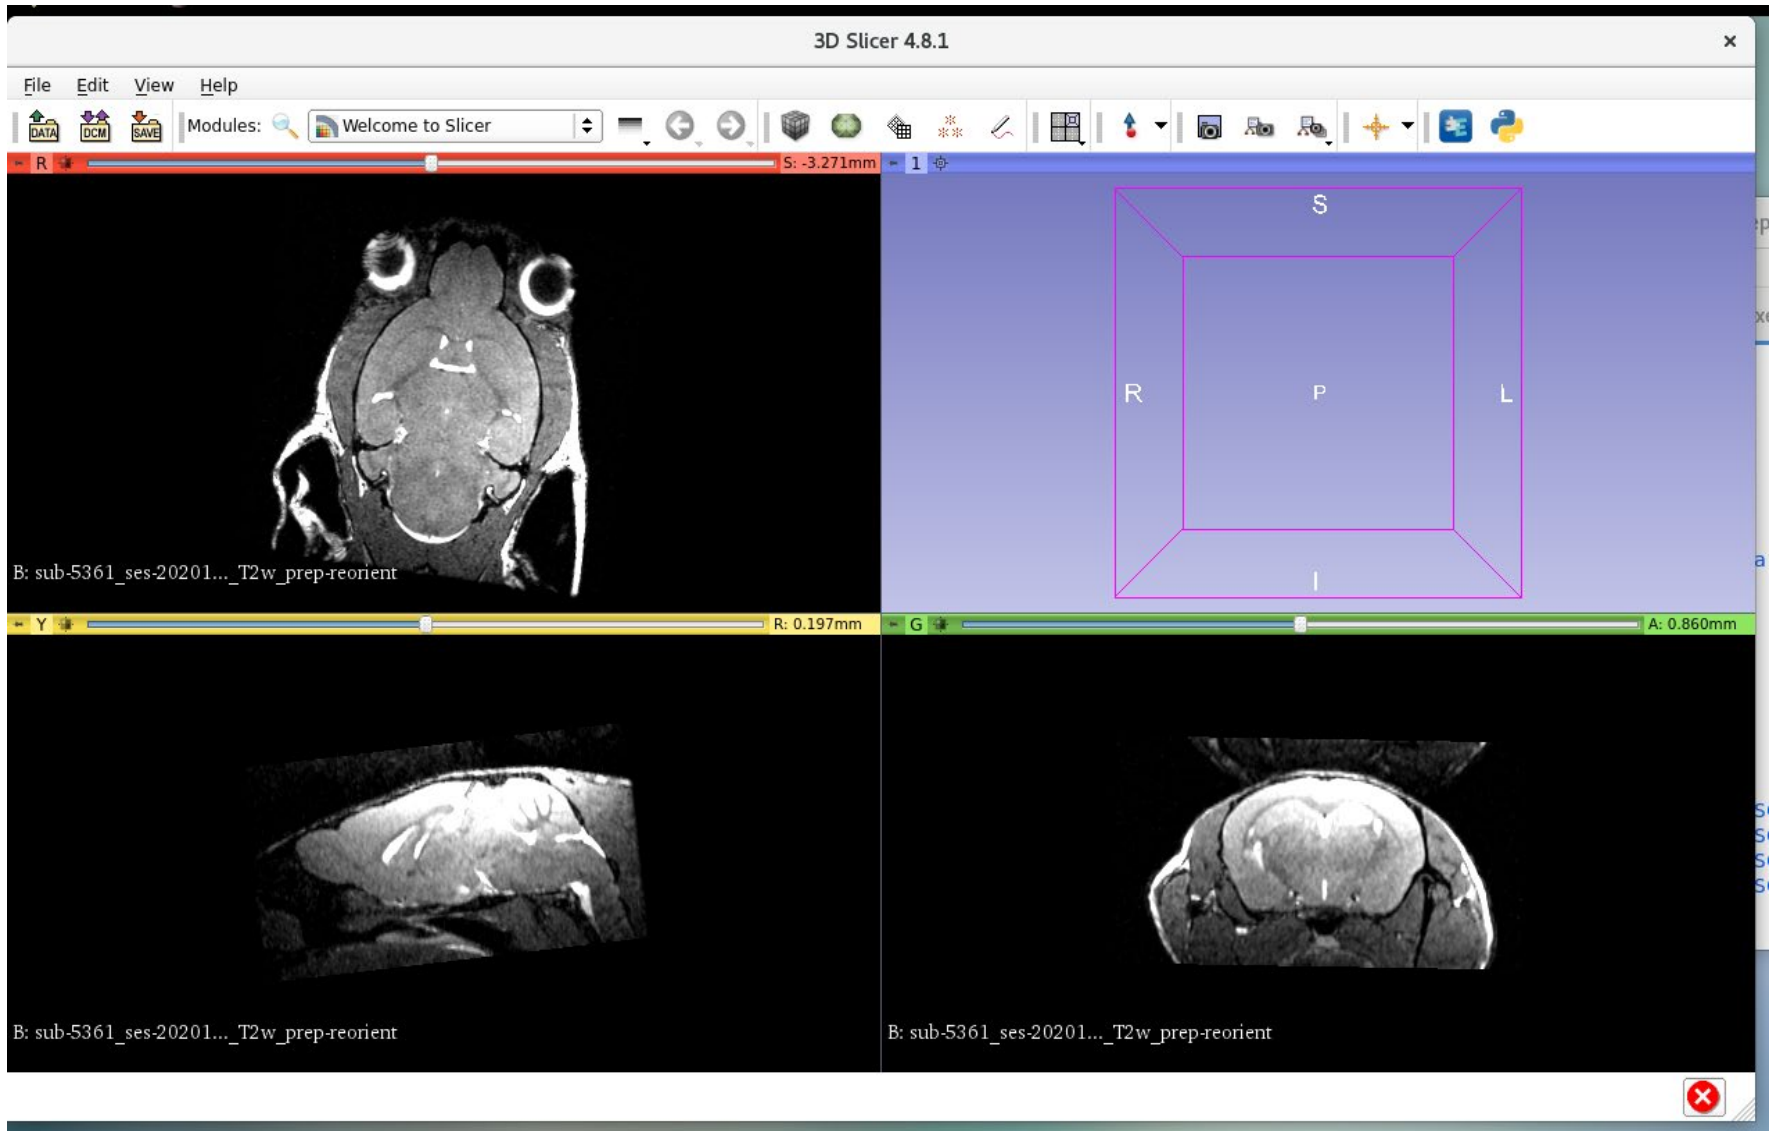 3D Slicer 4.8.1
File Edit View Help
DATA DCM SAVE Modules: Welcome to Slicer
R S: -3.271mm
1
S
R P L
I
B: sub-5361_ses-20201..._T2w_prep-reorient
Y R: 0.197mm
G A: 0.860mm
B: sub-5361_ses-20201..._T2w_prep-reorient
B: sub-5361_ses-20201..._T2w_prep-reorient